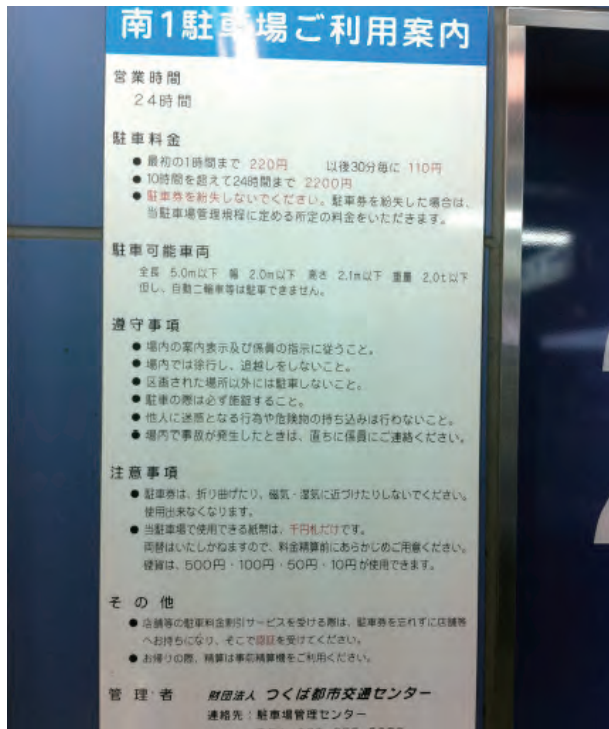 南1駐車場ご利用案内
営業時間
24時間
駐車料金
● 最初の1時間まで 220円 以後30分毎に 110円
● 10時間を超えて24時間まで 2200円
● 駐車券を紛失しないでください。駐車券を紛失した場合は、
当駐車場管理規程に定める所定の料金をいただきます。
駐車可能車両
全長 5.0m以下 幅 2.0m以下 高さ 2.1m以下 重量 2.0t以下
但し、自動二輪車等は駐車できません。
遵守事項
● 場内の案内表示及び係員の指示に従うこと。
● 場内では徐行し、追越しをしないこと。
● 区画された場所以外には駐車しないこと。
● 駐車の際は必ず施錠すること。
● 他人に迷惑となる行為や危険物の持ち込みは行わないこと。
● 場内で事故が発生したときは、直ちに係員にご連絡ください。
注意事項
● 駐車券は、折り曲げたり、磁気・湿気に近づけたりしないでください。
使用出来なくなります。
● 当駐車場で使用できる紙幣は、千円札だけです。
両替はいたしかねますので、料金精算前にあらかじめご用意ください。
硬貨は、500円・100円・50円・10円が使用できます。
その他
● 店舗等の駐車料金割引サービスを受ける際は、駐車券を忘れずに店舗等
へお持ちになり、そこで認証を受けてください。
● お帰りの際、精算は事前精算機をご利用ください。
管理者 財団法人 つくば都市交通センター
連絡先：駐車場管理センター